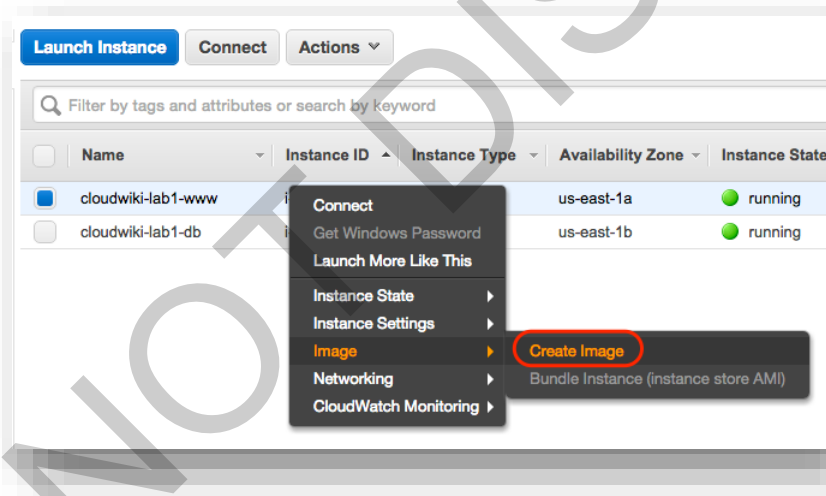 Launch Instance Connect Actions
Filter by tags and attributes or search by keyword
Name Instance ID Instance Type Availability Zone Instance State
cloudwiki-lab1-www i- us-east-1a running
cloudwiki-lab1-db i us-east-1b running
Connect
Get Windows Password
Launch More Like This
Instance State
Instance Settings
Image Create Image
Networking Bundle Instance (instance store AMI)
CloudWatch Monitoring
NOT DIS